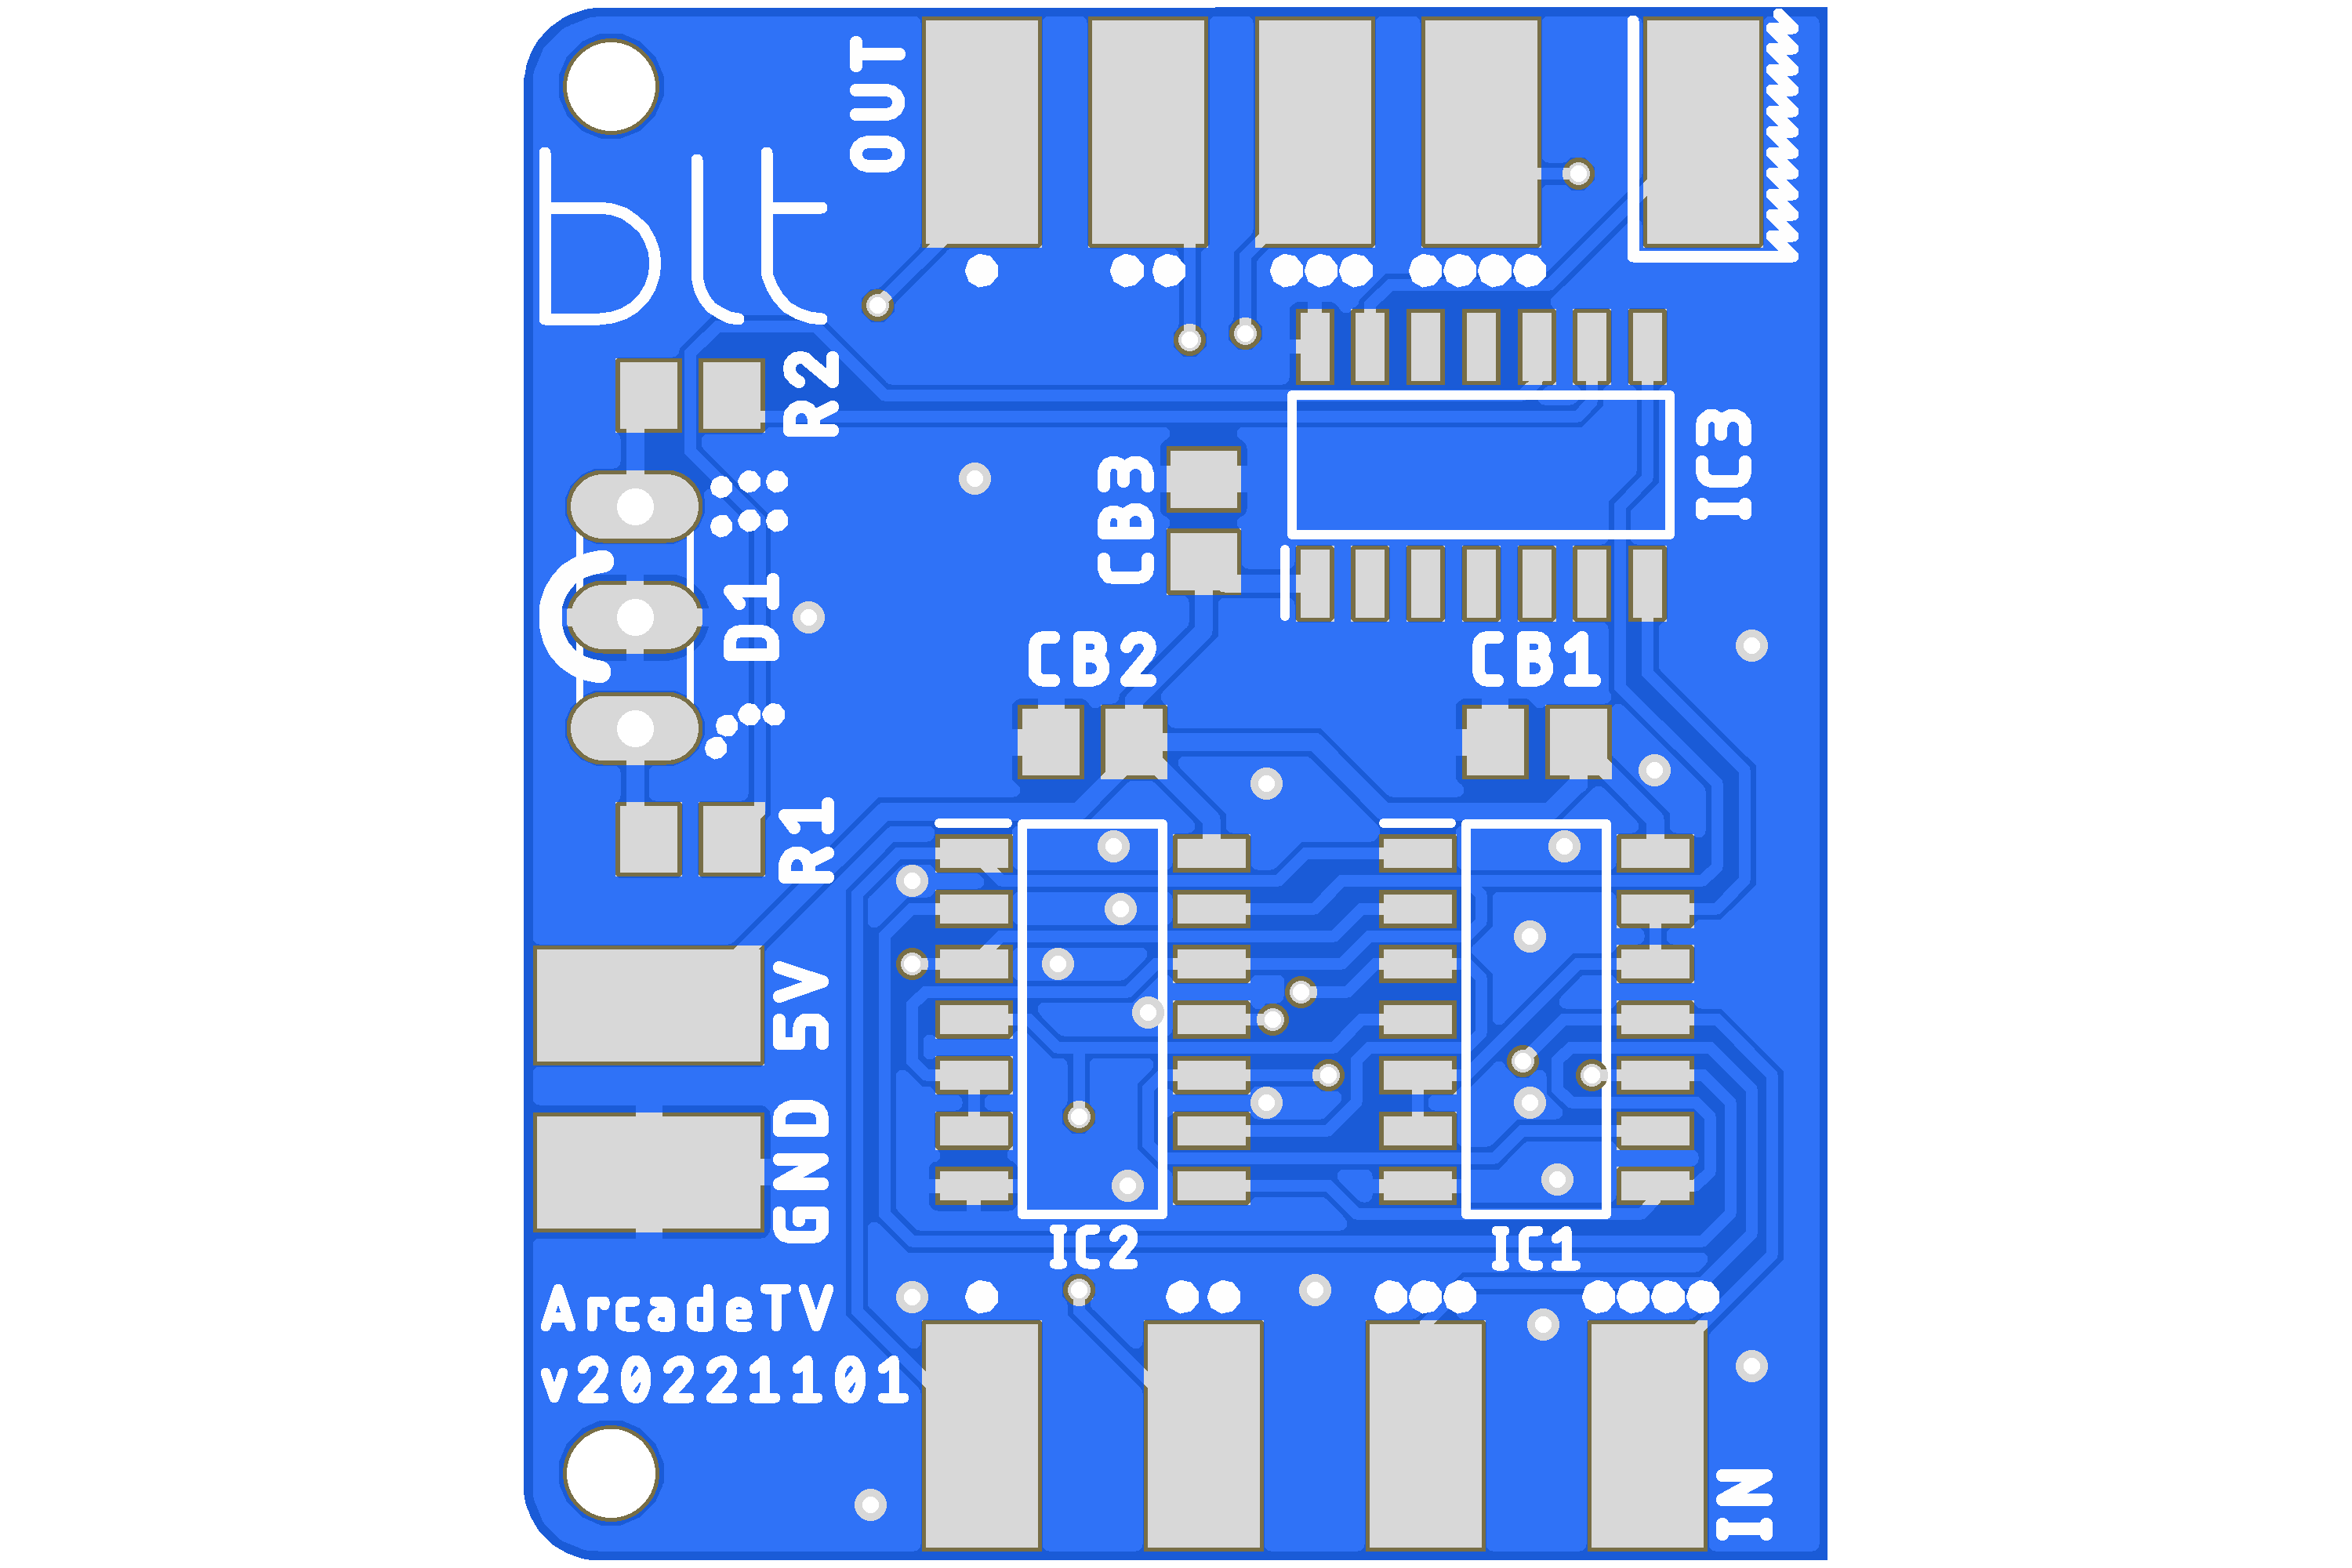 OUT
blt
R2
IC3
CB3
D1
CB2
CB1
R1
5V
GND
IC2
IC1
ArcadeTV
v20221101
IN